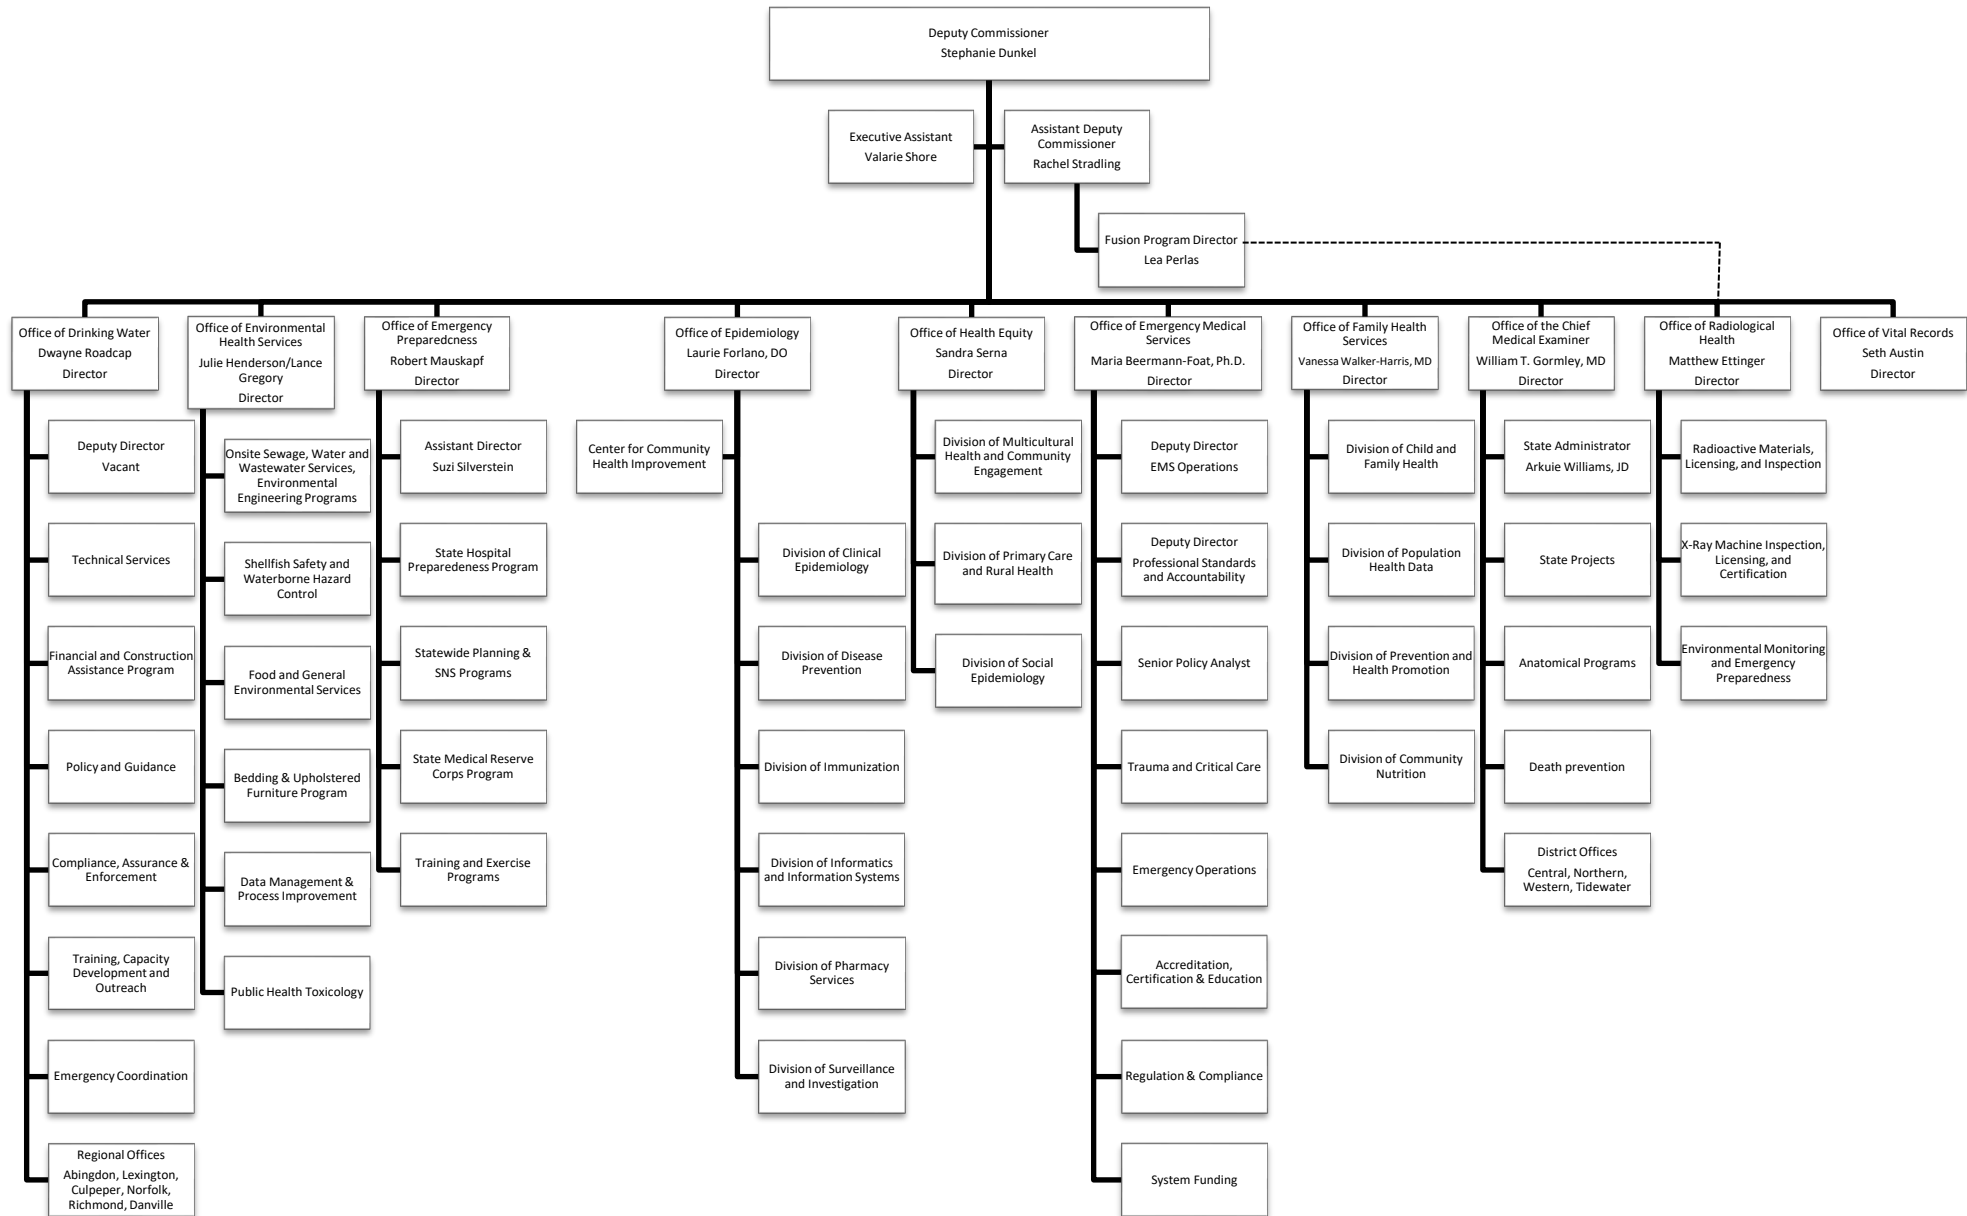 Deputy Commissioner
Stephanie Dunkel
Executive Assistant
Valarie Shore
Assistant Deputy
Commissioner
Rachel Stradling
Fusion Program Director
Lea Perlas
Office of Drinking Water
Dwayne Roadcap
Director
Office of Environmental
Health Services
Julie Henderson/Lance
Gregory
Director
Office of Emergency
Preparedcness
Robert Mauskapf
Director
Office of Epidemiology
Laurie Forlano, DO
Director
Office of Health Equity
Sandra Serna
Director
Office of Emergency Medical
Services
Maria Beermann-Foat, Ph.D.
Director
Office of Family Health
Services
Vanessa Walker-Harris, MD
Director
Office of the Chief
Medical Examiner
William T. Gormley, MD
Director
Office of Radiological
Health
Matthew Ettinger
Director
Office of Vital Records
Seth Austin
Director
Deputy Director
Vacant
Technical Services
Financial and Construction
Assistance Program
Policy and Guidance
Compliance, Assurance &
Enforcement
Training, Capacity
Development and
Outreach
Emergency Coordination
Regional Offices
Abingdon, Lexington,
Culpeper, Norfolk,
Richmond, Danville
Onsite Sewage, Water and
Wastewater Services,
Environmental
Engineering Programs
Shellfish Safety and
Waterborne Hazard
Control
Food and General
Environmental Services
Bedding & Upholstered
Furniture Program
Data Management &
Process Improvement
Public Health Toxicology
Assistant Director
Suzi Silverstein
State Hospital
Preparedeness Program
Statewide Planning &
SNS Programs
State Medical Reserve
Corps Program
Training and Exercise
Programs
Center for Community
Health Improvement
Division of Clinical
Epidemiology
Division of Disease
Prevention
Division of Immunization
Division of Informatics
and Information Systems
Division of Pharmacy
Services
Division of Surveillance
and Investigation
Division of Multicultural
Health and Community
Engagement
Division of Primary Care
and Rural Health
Division of Social
Epidemiology
Deputy Director
EMS Operations
Deputy Director
Professional Standards
and Accountability
Senior Policy Analyst
Trauma and Critical Care
Emergency Operations
Accreditation,
Certification & Education
Regulation & Compliance
System Funding
Division of Child and
Family Health
Division of Population
Health Data
Division of Prevention and
Health Promotion
Division of Community
Nutrition
State Administrator
Arkuie Williams, JD
State Projects
Anatomical Programs
Death prevention
District Offices
Central, Northern,
Western, Tidewater
Radioactive Materials,
Licensing, and Inspection
X-Ray Machine Inspection,
Licensing, and
Certification
Environmental Monitoring
and Emergency
Preparedness